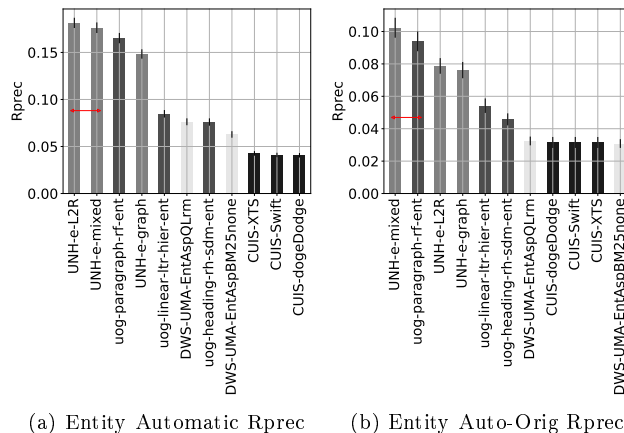 Rprec
0.15
0.10
0.05
0.00
UNH-e-L2R
UNH-e-mixed
uog-paragraph-rf-ent
UNH-e-graph
uog-linear-ltr-hier-ent
DWS-UMA-EntAspQLrm
uog-heading-rh-sdm-ent
DWS-UMA-EntAspBM25none
CUIS-XTS
CUIS-Swift
CUIS-dogeDodge
(a) Entity Automatic Rprec
Rprec
0.10
0.08
0.06
0.04
0.02
0.00
UNH-e-mixed
uog-paragraph-rf-ent
UNH-e-L2R
UNH-e-graph
uog-linear-ltr-hier-ent
uog-heading-rh-sdm-ent
DWS-UMA-EntAspQLrm
CUIS-dogeDodge
CUIS-Swift
CUIS-XTS
DWS-UMA-EntAspBM25none
(b) Entity Auto-Orig Rprec